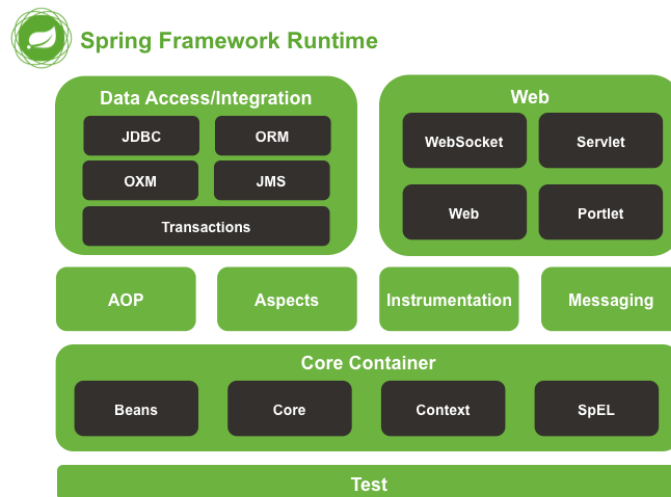 Spring Framework Runtime
Data Access/Integration
JDBC
ORM
OXM
JMS
Transactions
Web
WebSocket
Servlet
Web
Portlet
AOP
Aspects
Instrumentation
Messaging
Core Container
Beans
Core
Context
SpEL
Test